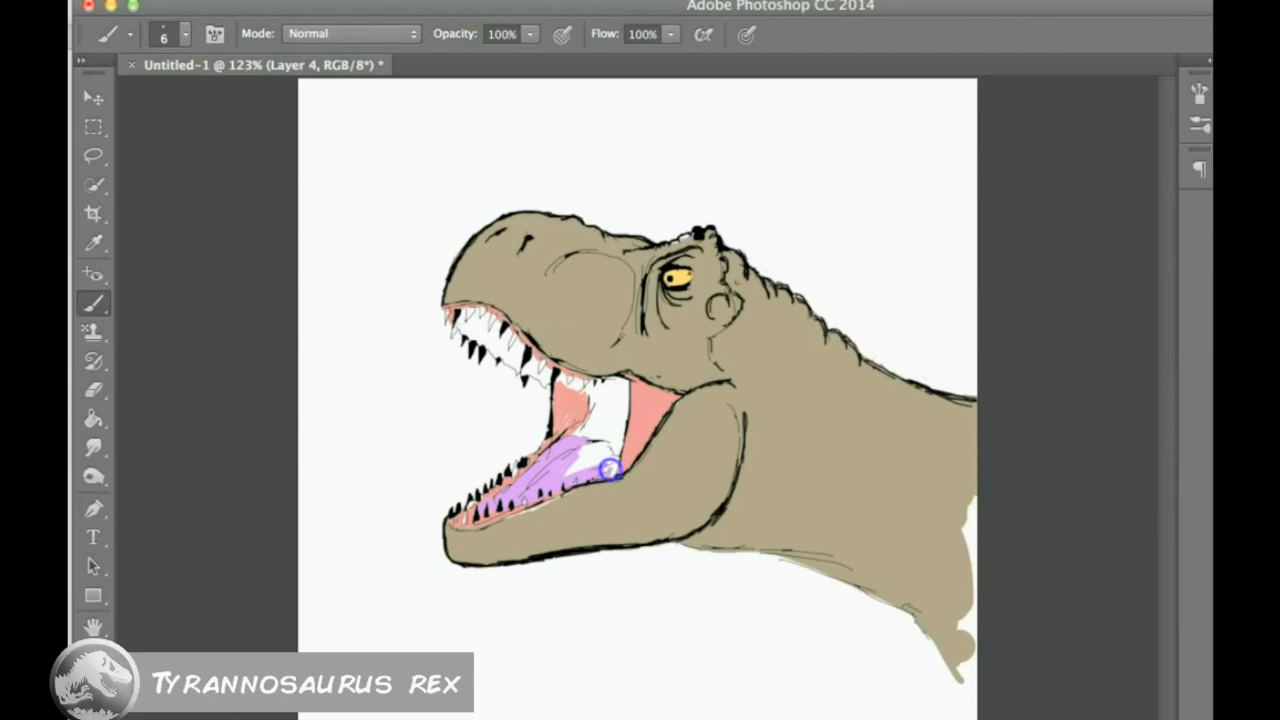 Adobe Photoshop CC 2014
6 Mode: Normal Opacity: 100% Flow: 100%
Untitled-1 @ 123% (Layer 4, RGB/8*) *
T
TYRANNOSAURUS REX